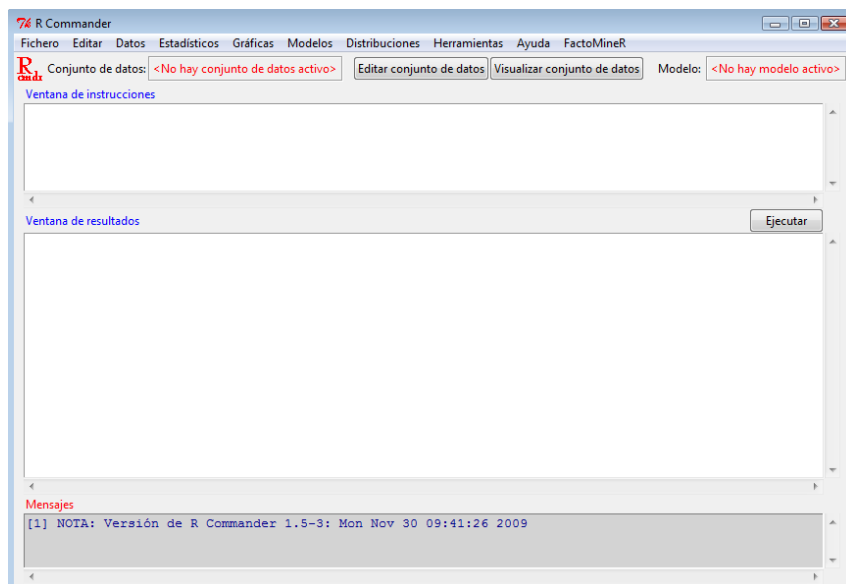 R Commander
Fichero Editar Datos Estadísticos Gráficas Modelos Distribuciones Herramientas Ayuda FactoMineR
R cmdr Conjunto de datos: <No hay conjunto de datos activo> Editar conjunto de datos Visualizar conjunto de datos Modelo: <No hay modelo activo>
Ventana de instrucciones
Ventana de resultados Ejecutar
Mensajes
[1] NOTA: Versión de R Commander 1.5-3: Mon Nov 30 09:41:26 2009